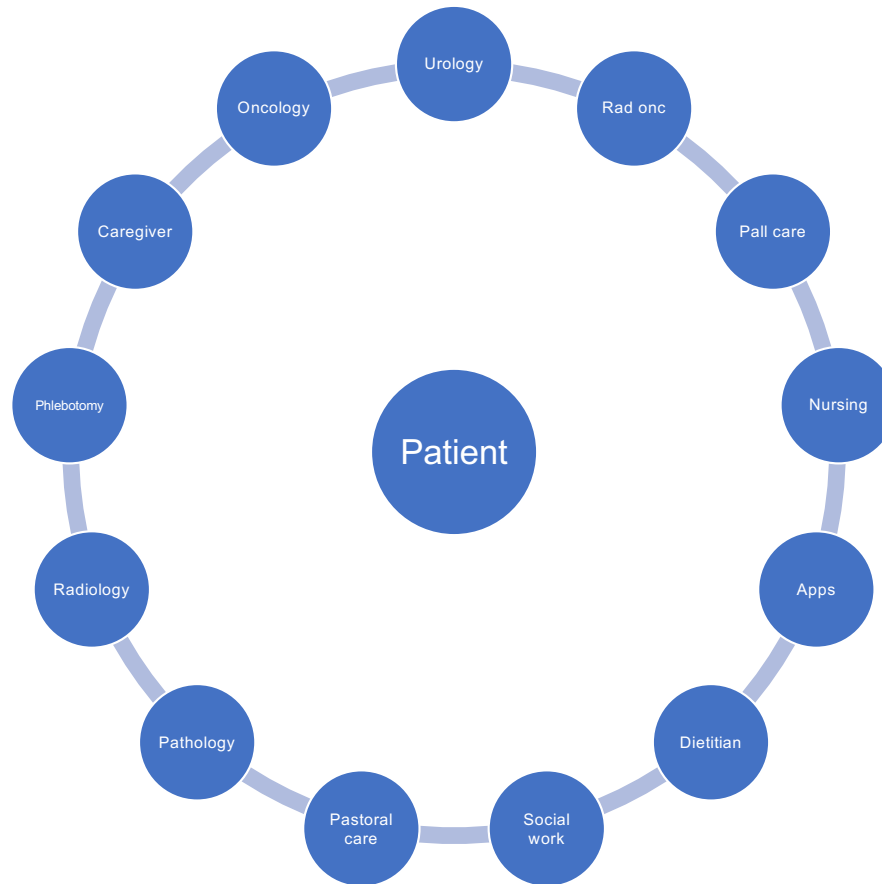 Urology
Rad onc
Pall care
Nursing
Apps
Dietitian
Social
work
Pastoral
care
Pathology
Radiology
Phlebotomy
Caregiver
Oncology
Patient